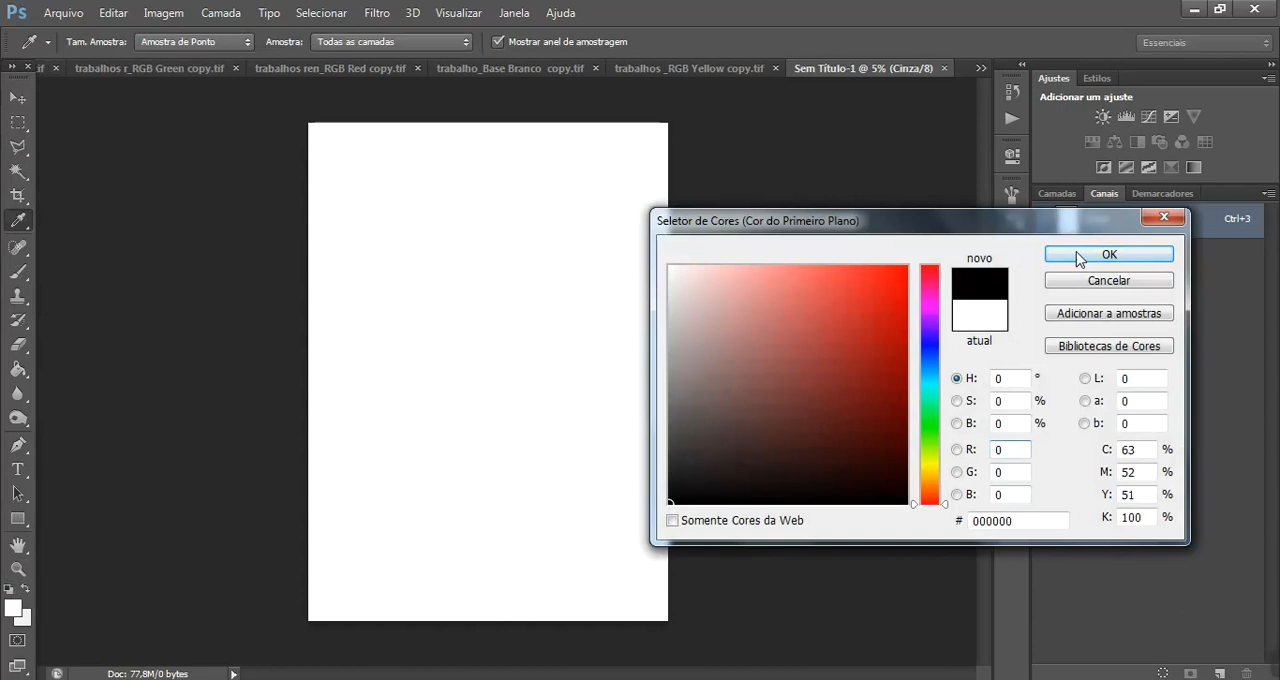 Ps Arquivo Editar Imagem Camada Tipo Selecionar Filtro 3D Visualizar Janela Ajuda
Tam. Amostra: Amostra de Ponto Amostra: Todas as camadas Mostrar anel de amostragem Essenciais
if × trabalhos r_RGB Green copy.tif × trabalhos ren_RGB Red copy.tif × trabalho_Base Branco copy.tif × trabalhos _RGB Yellow copy.tif × Sem Título-1 @ 5% (Cinza/8) ×
Ajustes Estilos
Adicionar um ajuste
Camadas Canais Demarcadores
Ctrl+3
Seletor de Cores (Cor do Primeiro Plano)
novo
atual
OK
Cancelar
Adicionar a amostras
Bibliotecas de Cores
H: 0 ° L: 0
S: 0 % a: 0
B: 0 % b: 0
R: 0 C: 63 %
G: 0 M: 52 %
B: 0 Y: 51 %
# 000000 K: 100 %
Somente Cores da Web
Doc: 77,8M/0 bytes